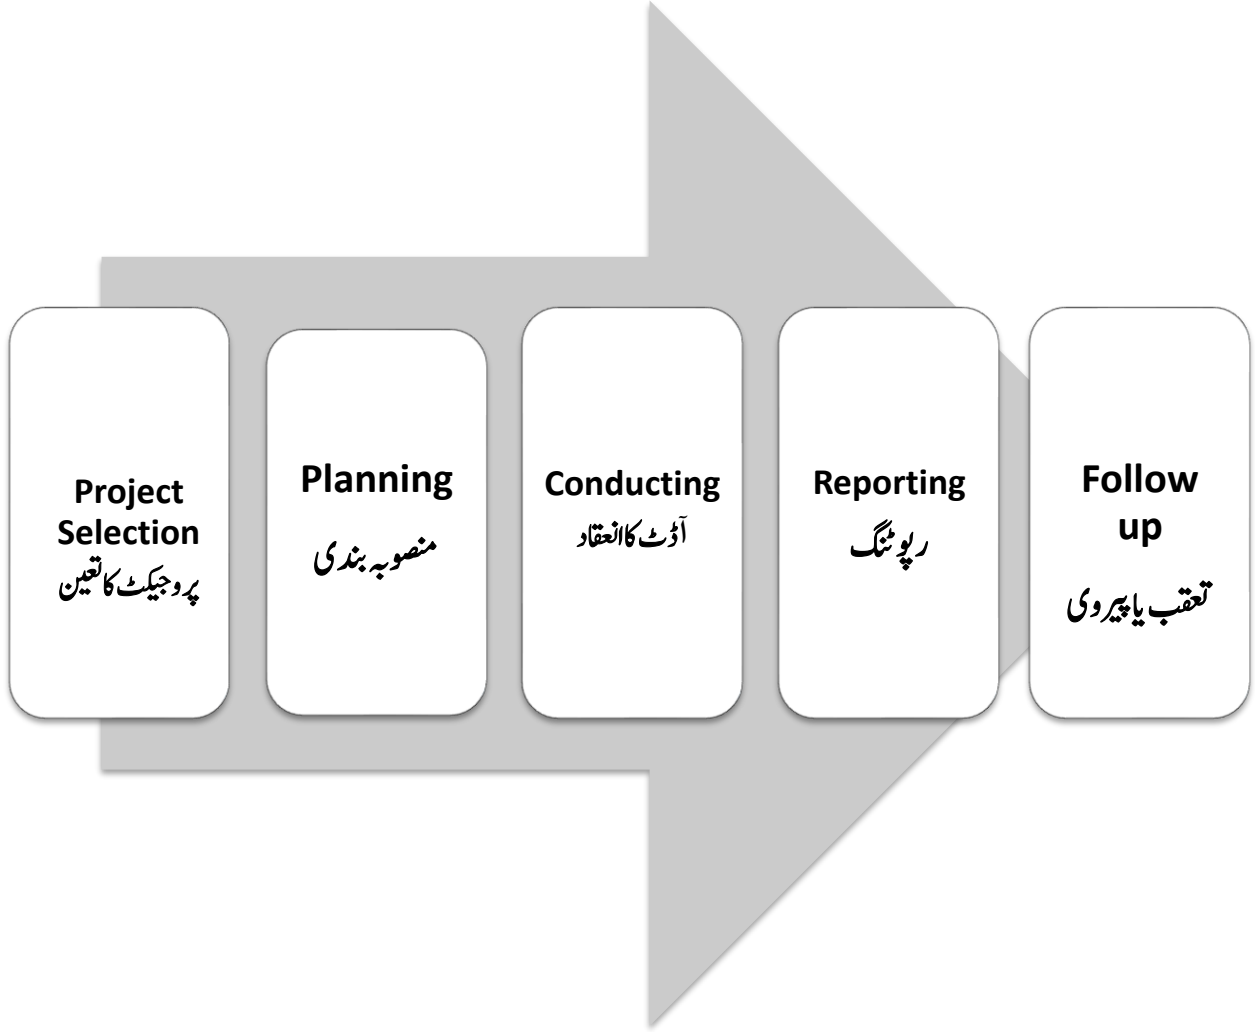 Project
Selection
پروجیکٹ کا تعین
Planning
منصوبہ بندی
Conducting
آڈٹ کا انعقاد
Reporting
رپوٹنگ
Follow
up
تعقب یا پیروی